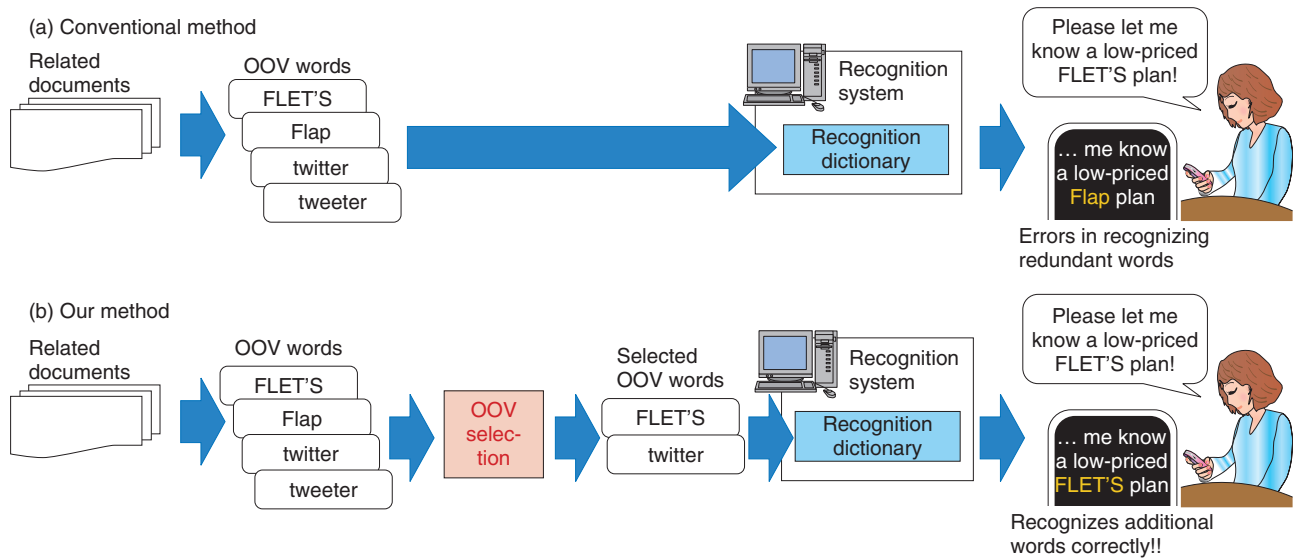 (a) Conventional method
Related
documents
OOV words
FLET'S
Flap
twitter
tweeter
Recognition
system
Recognition
dictionary
Please let me
know a low-priced
FLET'S plan!
... me know
a low-priced
Flap plan
Errors in recognizing
redundant words
(b) Our method
Related
documents
OOV words
FLET'S
Flap
twitter
tweeter
OOV
selec-
tion
Selected
OOV words
FLET'S
twitter
Recognition
system
Recognition
dictionary
Please let me
know a low-priced
FLET'S plan!
... me know
a low-priced
FLET'S plan
Recognizes additional
words correctly!!